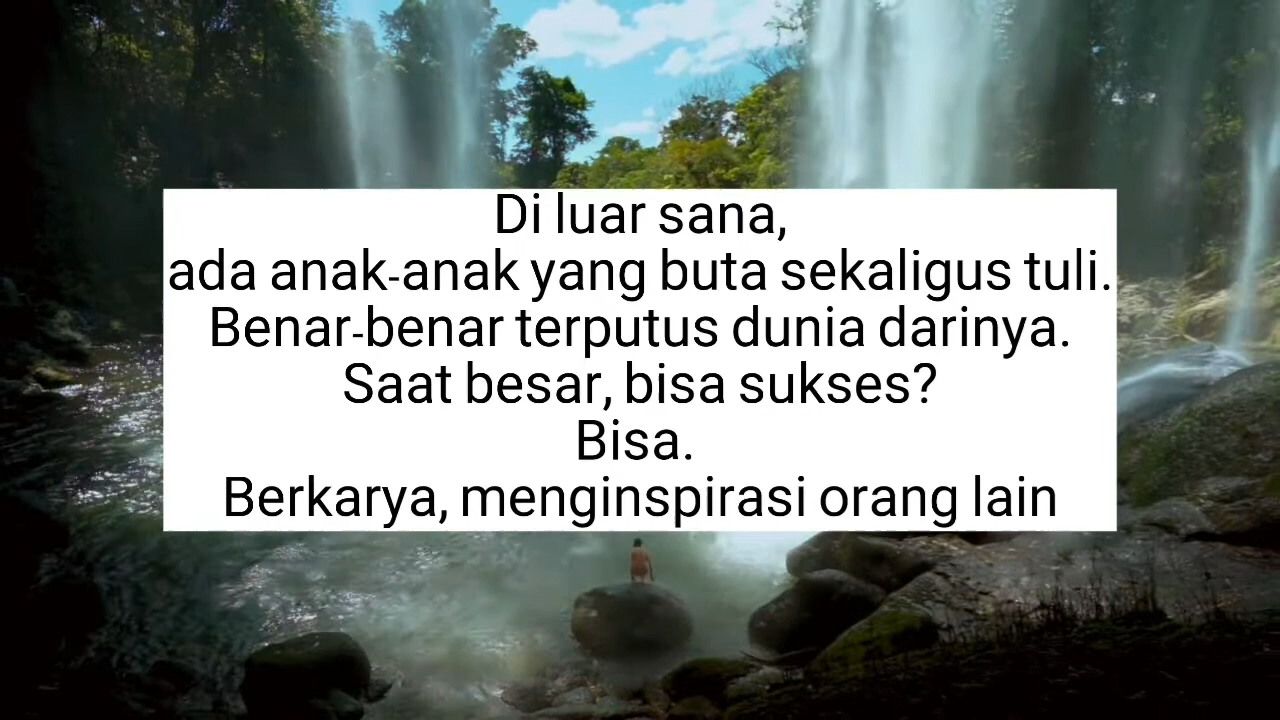 Di luar sana,
ada anak-anak yang buta sekaligus tuli.
Benar-benar terputus dunia darinya.
Saat besar, bisa sukses?
Bisa.
Berkarya, menginspirasi orang lain